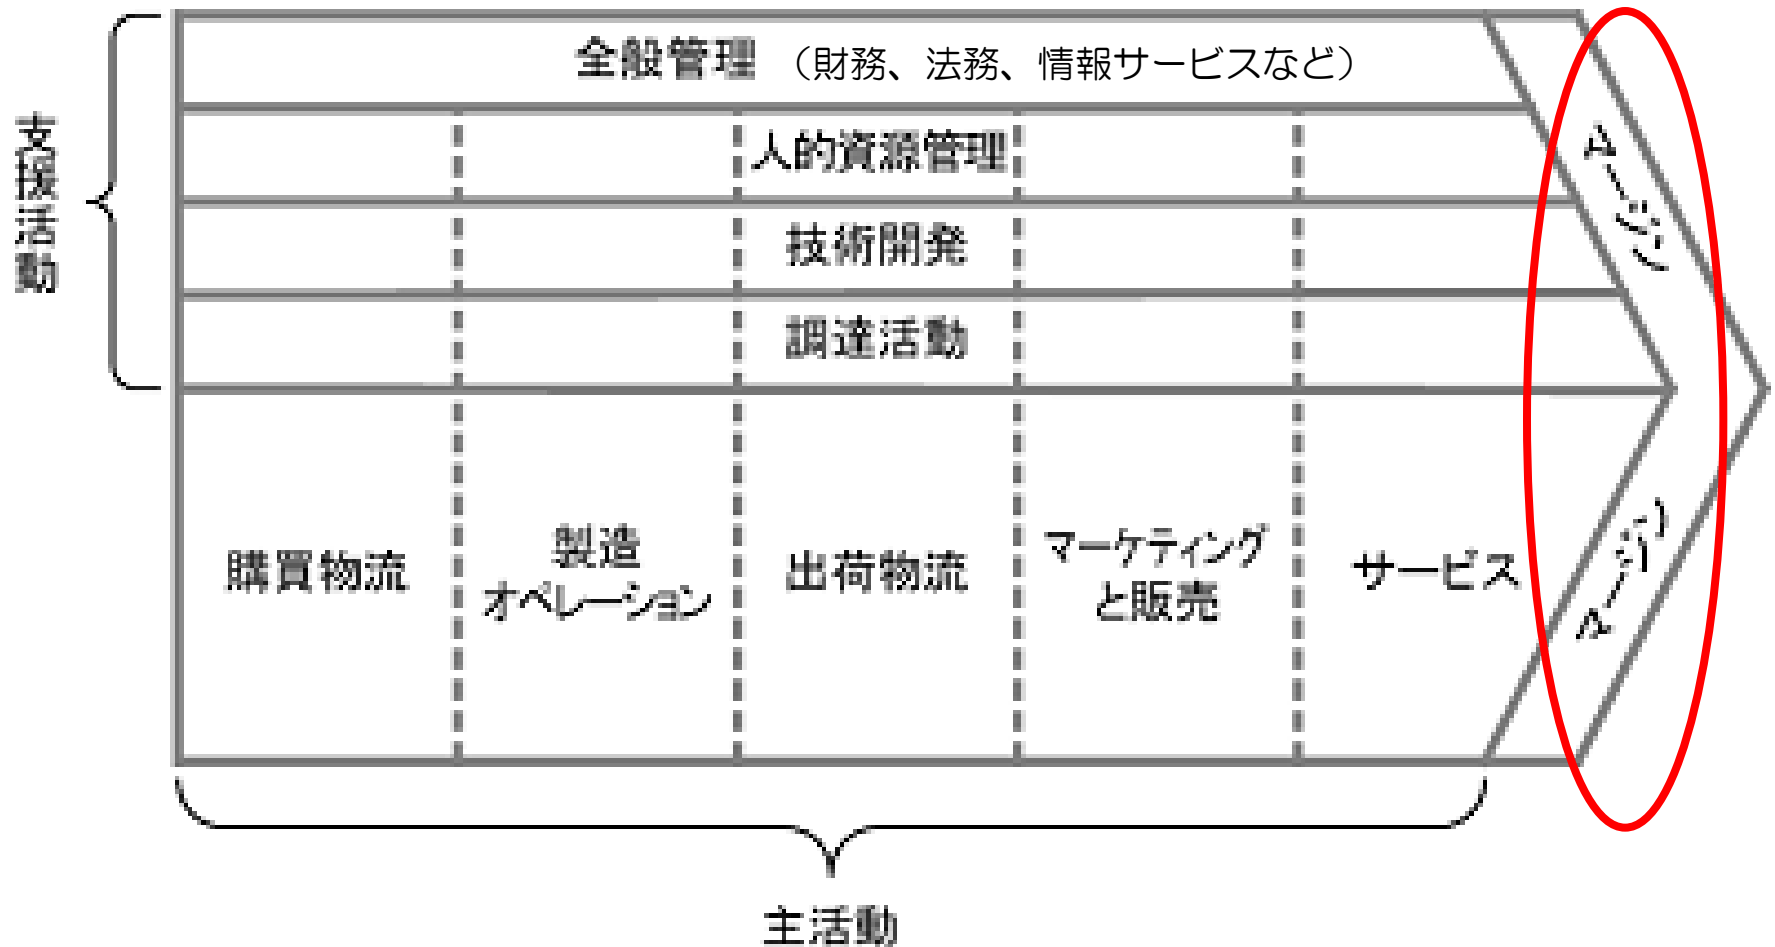 全般管理 （財務、法務、情報サービスなど）
人的資源管理
技術開発
調達活動
支援活動
マージン
購買物流
製造
オペレーション
出荷物流
マーケティング
と販売
サービス
マージン
主活動